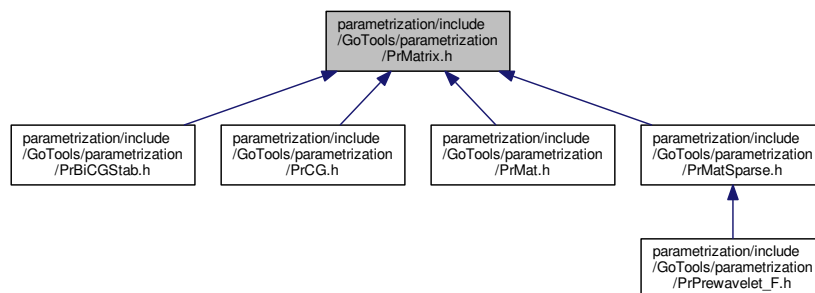 parametrization/include
/GoTools/parametrization
/PrMatrix.h
parametrization/include
/GoTools/parametrization
/PrBiCGStab.h
parametrization/include
/GoTools/parametrization
/PrCG.h
parametrization/include
/GoTools/parametrization
/PrMat.h
parametrization/include
/GoTools/parametrization
/PrMatSparse.h
parametrization/include
/GoTools/parametrization
/PrPrewavelet_F.h